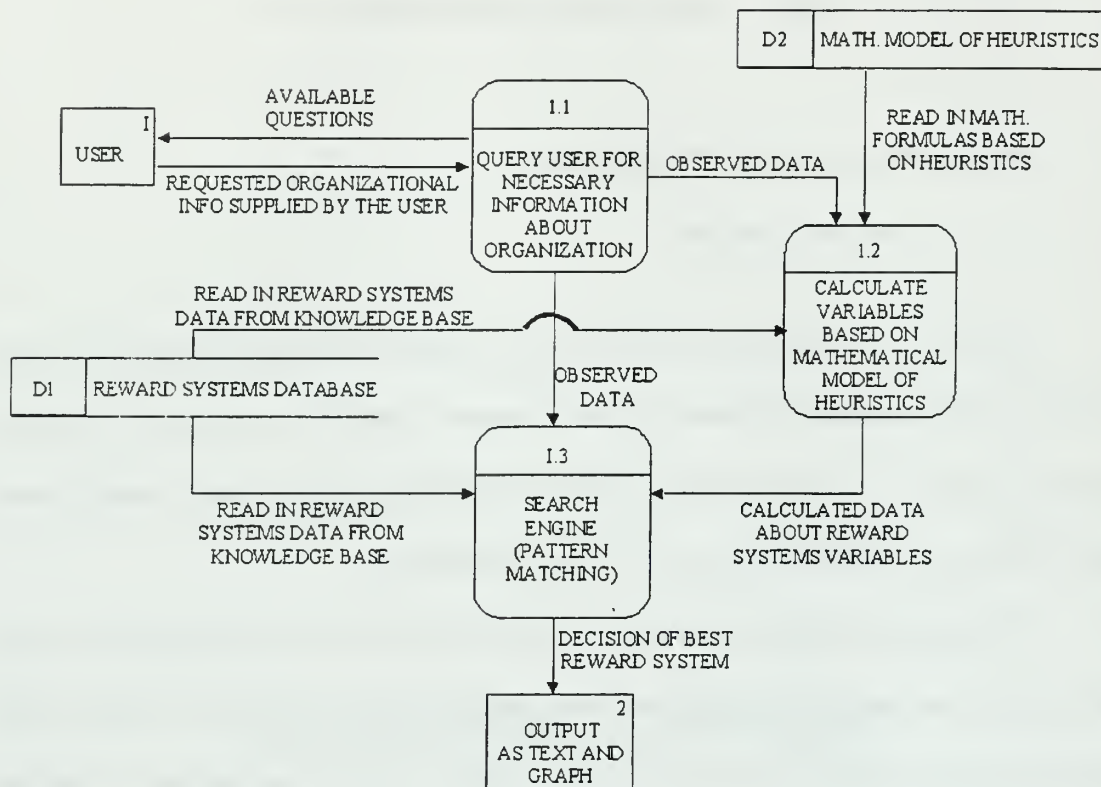 D2 MATH. MODEL OF HEURISTICS
AVAILABLE
QUESTIONS
1
USER
REQUESTED ORGANIZATIONAL
INFO SUPPLIED BY THE USER
1.1
QUERY USER FOR
NECESSARY
INFORMATION
ABOUT
ORGANIZATION
OBSERVED DATA
READ IN MATH.
FORMULAS BASED
ON HEURISTICS
1.2
CALCULATE
VARIABLES
BASED ON
MATHEMATICAL
MODEL OF
HEURISTICS
READ IN REWARD SYSTEMS
DATA FROM KNOWLEDGE BASE
D1 REWARD SYSTEMS DATABASE
OBSERVED
DATA
1.3
SEARCH
ENGINE
(PATTERN
MATCHING)
READ IN REWARD
SYSTEMS DATA FROM
KNOWLEDGE BASE
CALCULATED DATA
ABOUT REWARD
SYSTEMS VARIABLES
DECISION OF BEST
REWARD SYSTEM
2
OUTPUT
AS TEXT AND
GRAPH